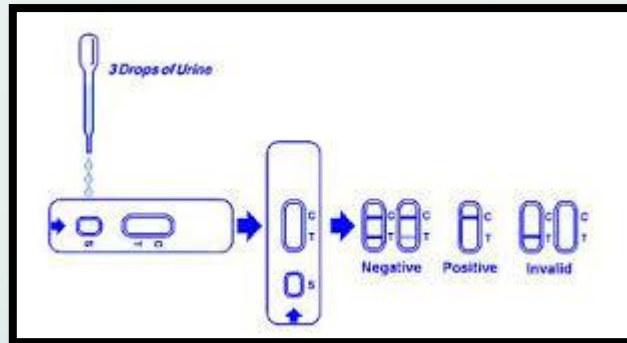 3 Drops of Urine
S T C
C
T
S
C C
T T
Negative
C
T
Positive
C
T T
Invalid